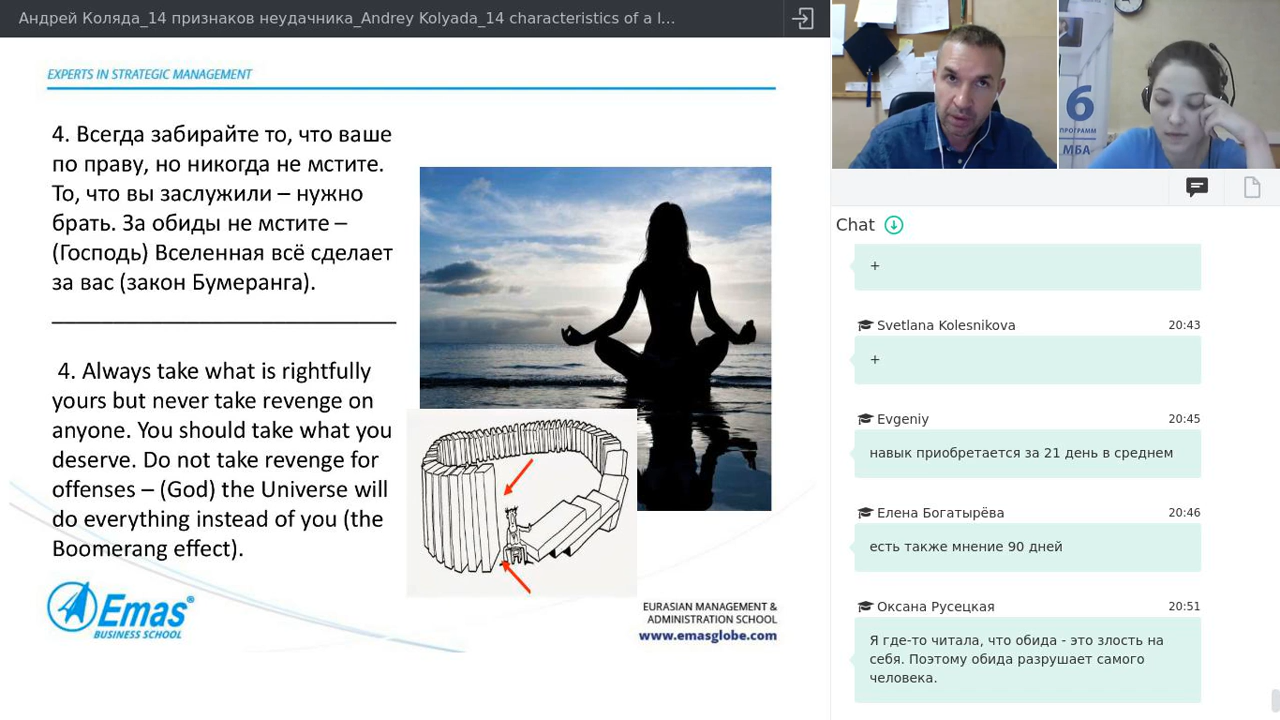 Андрей Коляда_14 признаков неудачника_Andrey Kolyada_14 characteristics of a l...
EXPERTS IN STRATEGIC MANAGEMENT
4. Всегда забирайте то, что ваше
по праву, но никогда не мстите.
То, что вы заслужили – нужно
брать. За обиды не мстите –
(Господь) Вселенная всё сделает
за вас (закон Бумеранга).
4. Always take what is rightfully
yours but never take revenge on
anyone. You should take what you
deserve. Do not take revenge for
offenses – (God) the Universe will
do everything instead of you (the
Boomerang effect).
Emas®
BUSINESS SCHOOL
EURASIAN MANAGEMENT &
ADMINISTRATION SCHOOL
www.emasglobe.com
6
ПРОГРАММ
МБА
Chat
+
Svetlana Kolesnikova 20:43
+
Evgeniy 20:45
навык приобретается за 21 день в среднем
Елена Богатырёва 20:46
есть также мнение 90 дней
Оксана Русецкая 20:51
Я где-то читала, что обида - это злость на
себя. Поэтому обида разрушает самого
человека.